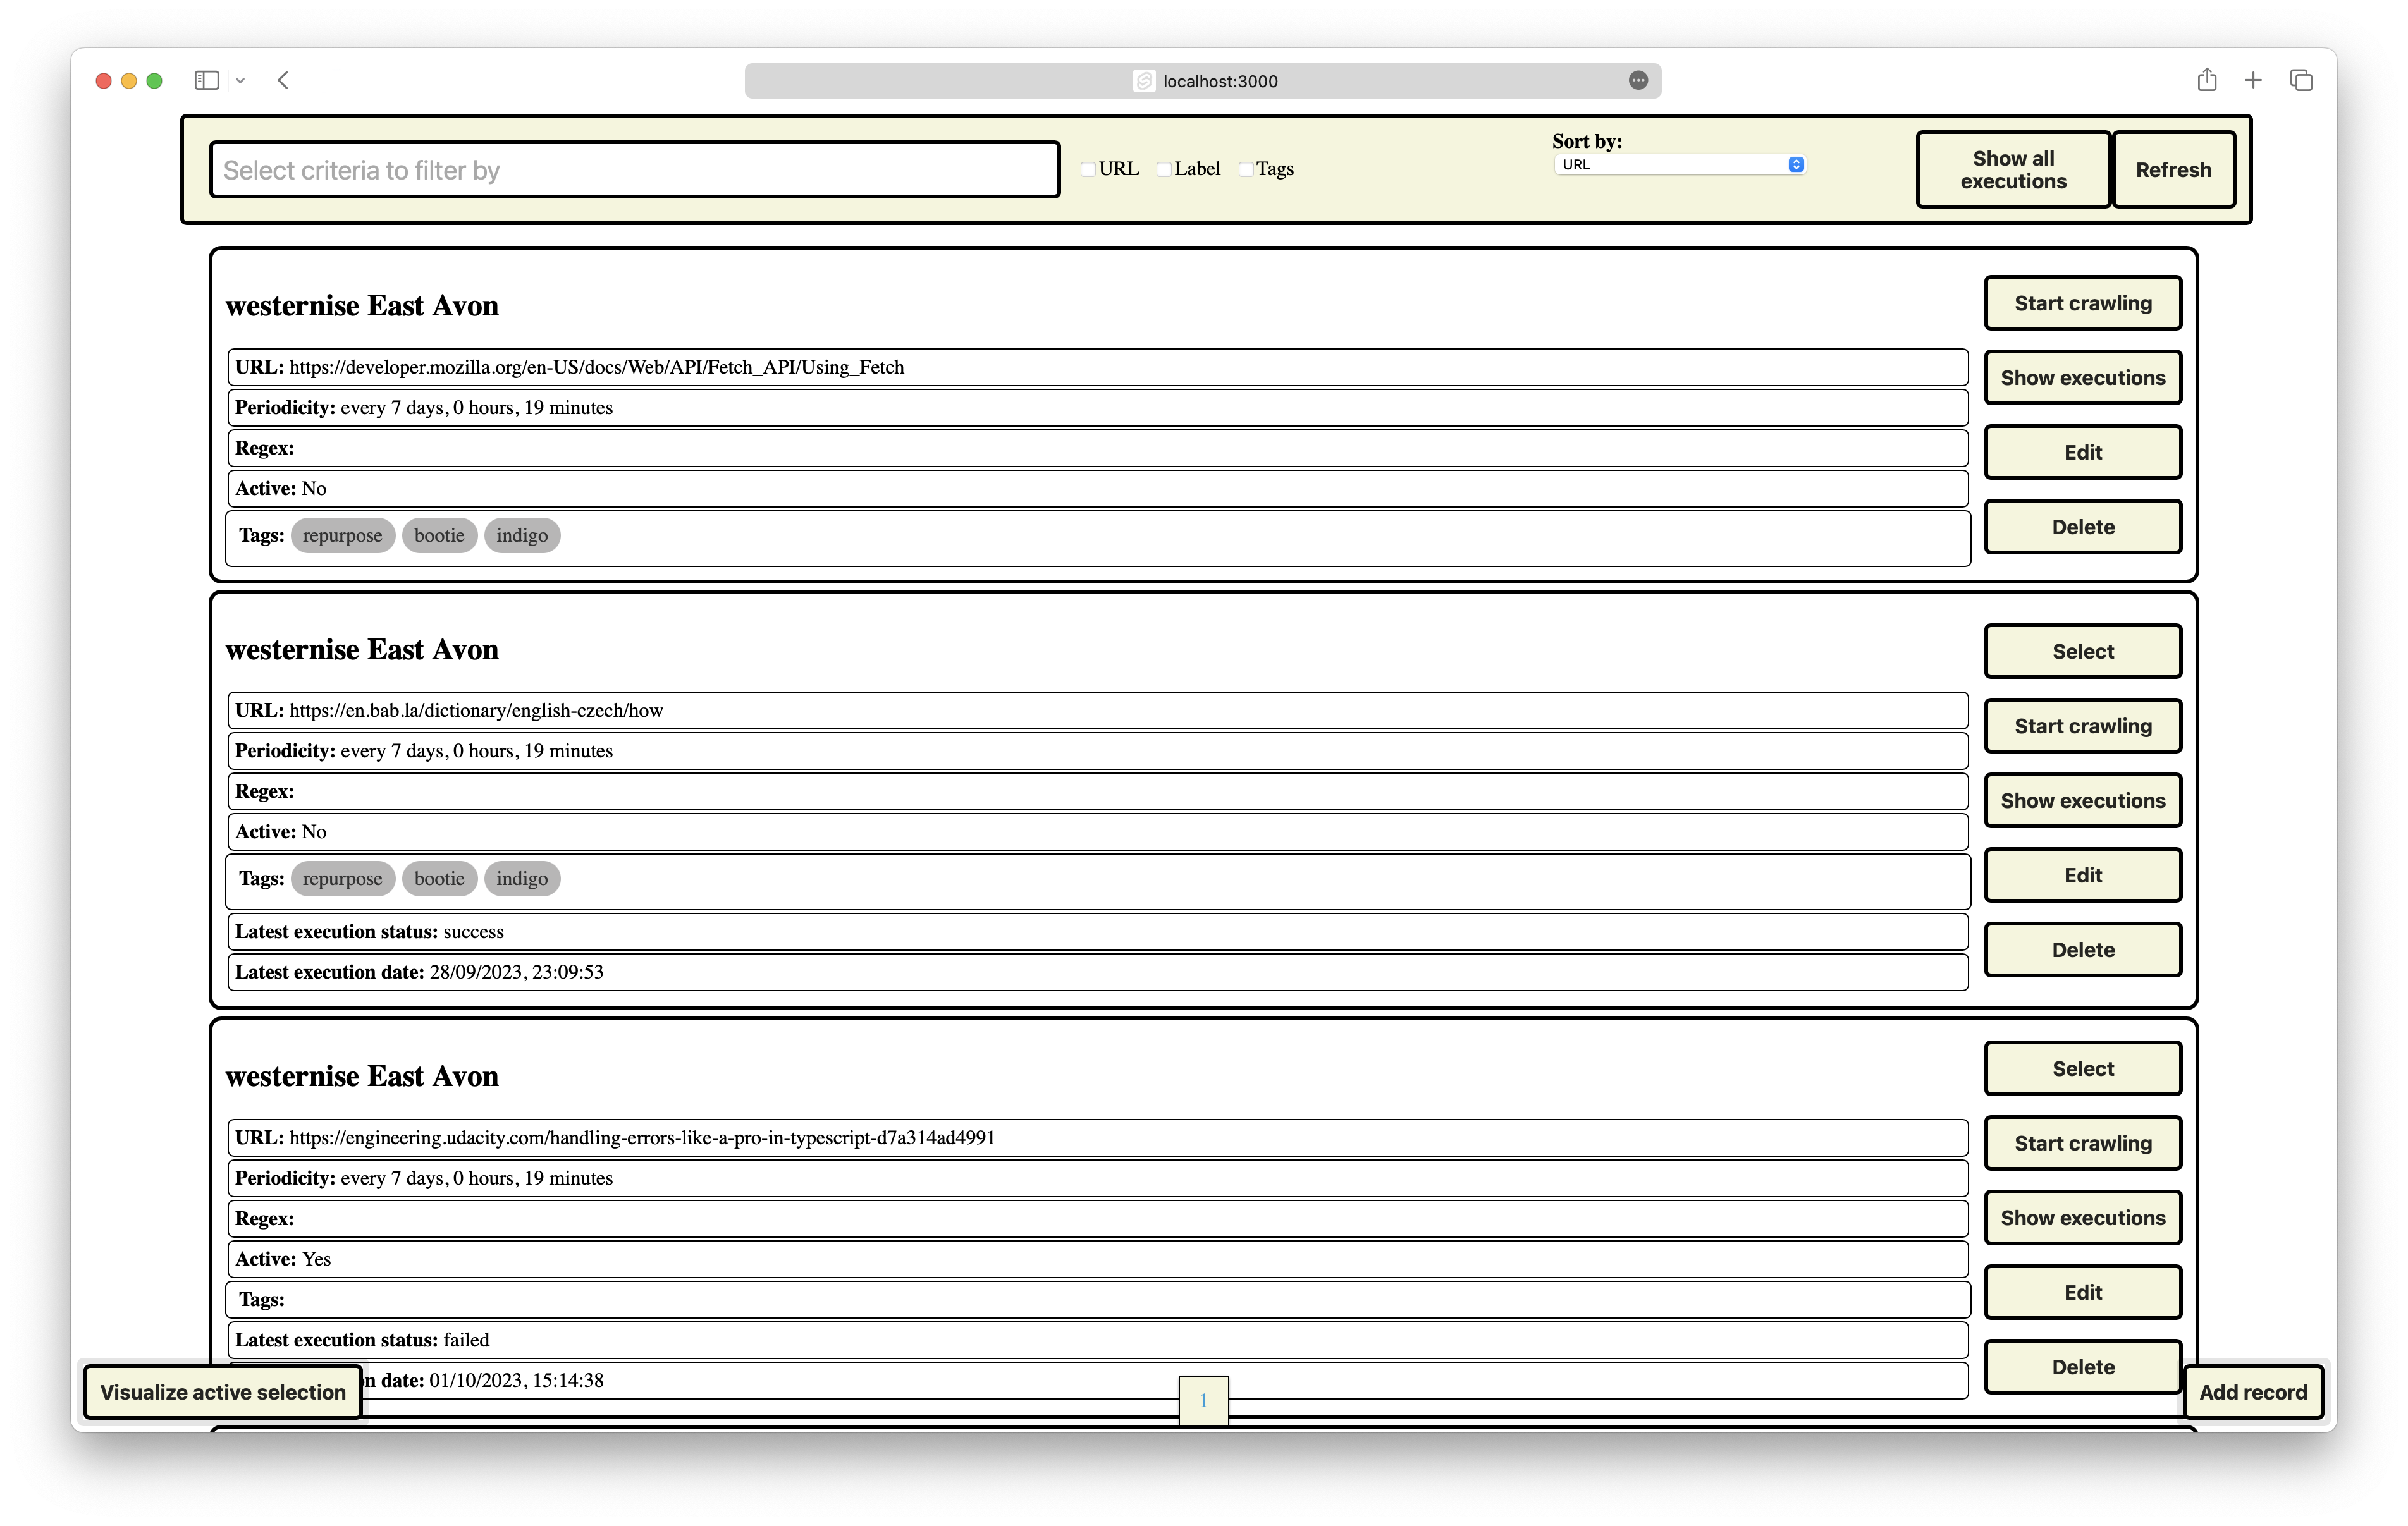 localhost:3000
Select criteria to filter by
URL Label Tags
Sort by:
URL
Show all
executions
Refresh
westernise East Avon
URL: https://developer.mozilla.org/en-US/docs/Web/API/Fetch_API/Using_Fetch
Periodicity: every 7 days, 0 hours, 19 minutes
Regex:
Active: No
Tags: repurpose bootie indigo
Start crawling
Show executions
Edit
Delete
westernise East Avon
URL: https://en.bab.la/dictionary/english-czech/how
Periodicity: every 7 days, 0 hours, 19 minutes
Regex:
Active: No
Tags: repurpose bootie indigo
Latest execution status: success
Latest execution date: 28/09/2023, 23:09:53
Select
Start crawling
Show executions
Edit
Delete
westernise East Avon
URL: https://engineering.udacity.com/handling-errors-like-a-pro-in-typescript-d7a314ad4991
Periodicity: every 7 days, 0 hours, 19 minutes
Regex:
Active: Yes
Tags:
Latest execution status: failed
n date: 01/10/2023, 15:14:38
Select
Start crawling
Show executions
Edit
Delete
Visualize active selection
1
Add record